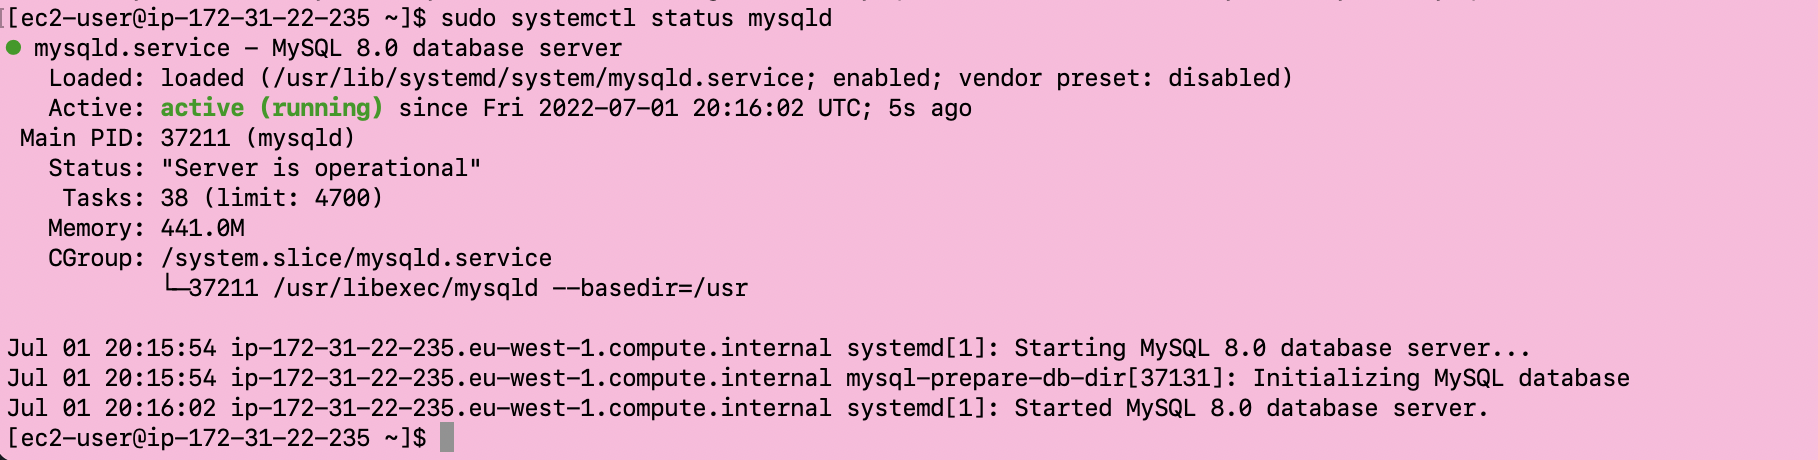 [[ec2-user@ip-172-31-22-235 ~]$ sudo systemctl status mysqld
● mysqld.service – MySQL 8.0 database server
   Loaded: loaded (/usr/lib/systemd/system/mysqld.service; enabled; vendor preset: disabled)
   Active: active (running) since Fri 2022-07-01 20:16:02 UTC; 5s ago
 Main PID: 37211 (mysqld)
   Status: "Server is operational"
    Tasks: 38 (limit: 4700)
   Memory: 441.0M
   CGroup: /system.slice/mysqld.service
           └─37211 /usr/libexec/mysqld --basedir=/usr

Jul 01 20:15:54 ip-172-31-22-235.eu-west-1.compute.internal systemd[1]: Starting MySQL 8.0 database server...
Jul 01 20:15:54 ip-172-31-22-235.eu-west-1.compute.internal mysql-prepare-db-dir[37131]: Initializing MySQL database
Jul 01 20:16:02 ip-172-31-22-235.eu-west-1.compute.internal systemd[1]: Started MySQL 8.0 database server.
[ec2-user@ip-172-31-22-235 ~]$